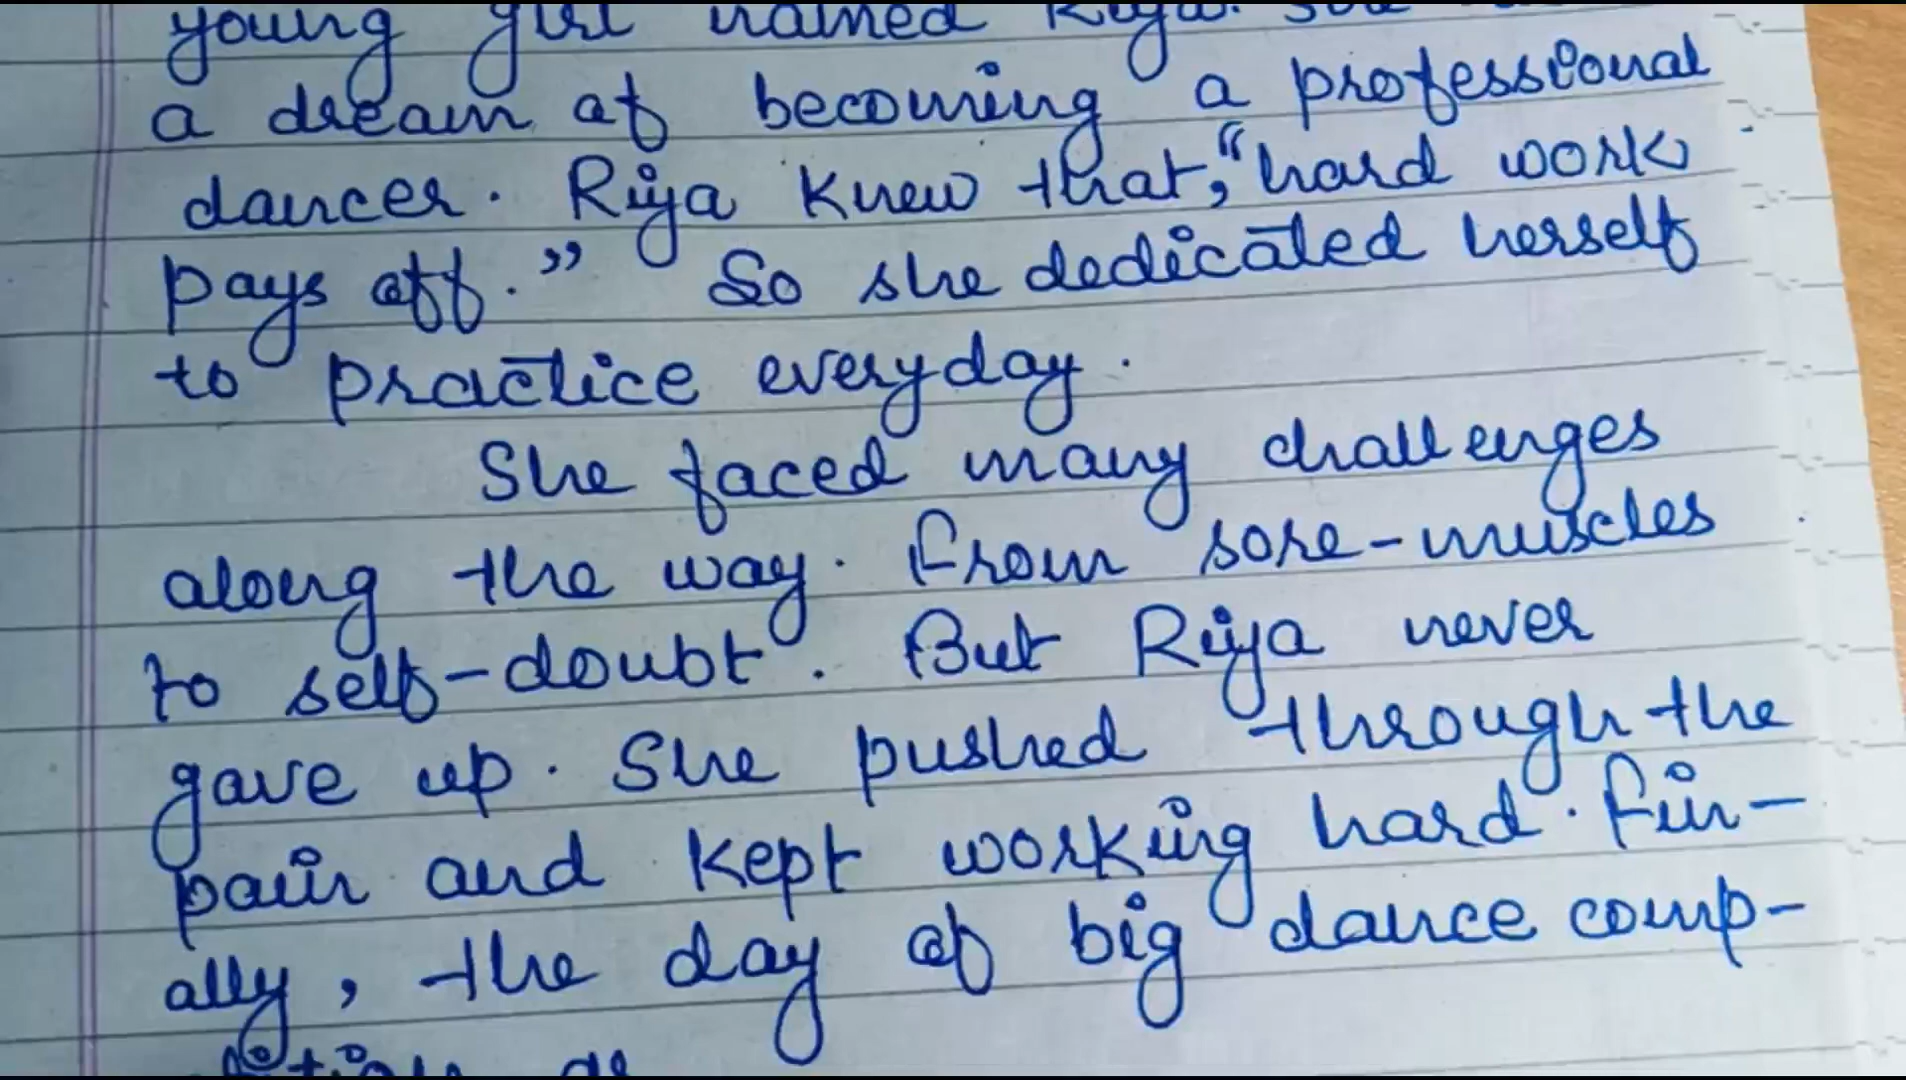 young girl named Riya. She
a dream of becoming a professional
dancer. Riya knew that, "hard work
pays off." So she dedicated herself
to practice everyday.
She faced many challenges
along the way. From sore-muscles
to self-doubt. But Riya never
gave up. She pushed through the
pain and kept working hard. Fin-
ally, the day of big dance comp-